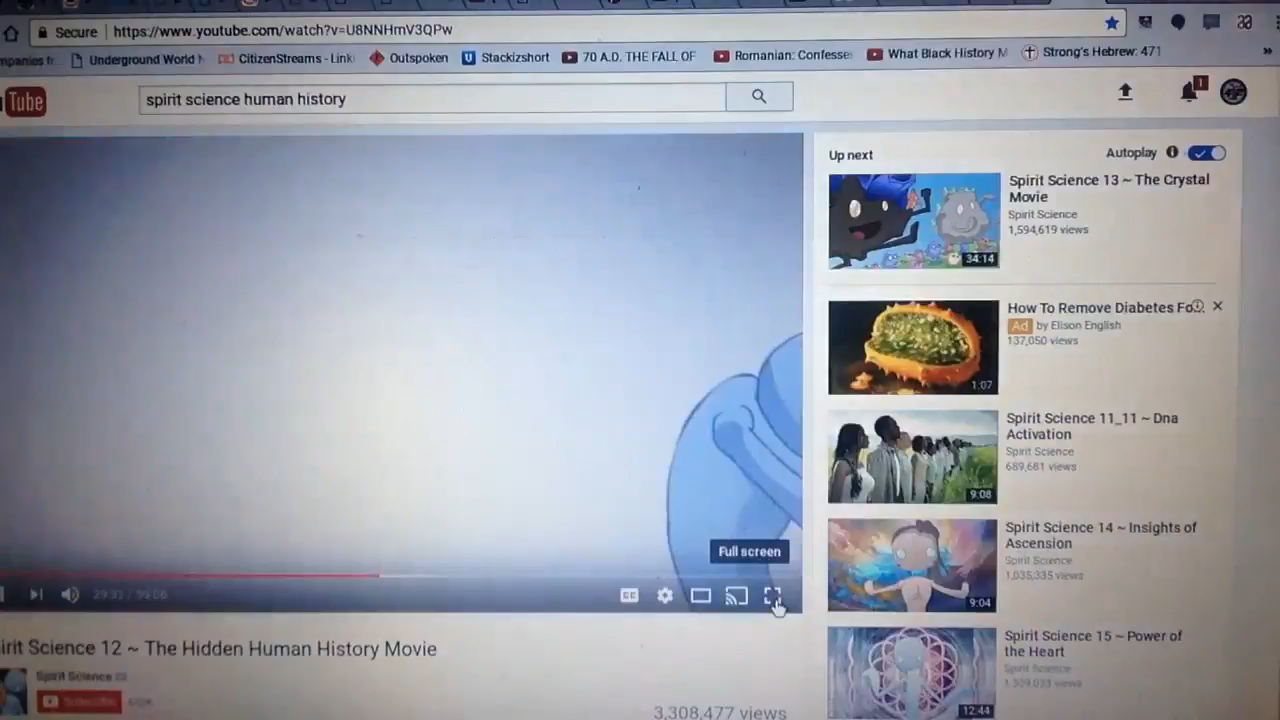 Secure https://www.youtube.com/watch?v=U8NNHmV3QPw
Underground World CitizenStreams - Link Outspoken Stackizshort 70 A.D. THE FALL OF Romanian: Confesse What Black History M Strong's Hebrew: 471 »
Tube
spirit science human history
1
Up next
Autoplay
Spirit Science 13 ~ The Crystal
Movie
Spirit Science
1,594,619 views
34:14
How To Remove Diabetes Fo
Ad by Elison English
137,050 views
1:07
Spirit Science 11_11 ~ Dna
Activation
Spirit Science
689,681 views
9:08
Spirit Science 14 ~ Insights of
Ascension
Spirit Science
1,035,335 views
9:04
Spirit Science 15 ~ Power of
the Heart
Spirit Science
12:44
Full screen
CC
irit Science 12 ~ The Hidden Human History Movie
Spirit Science
Subscribe
3,308,477 views